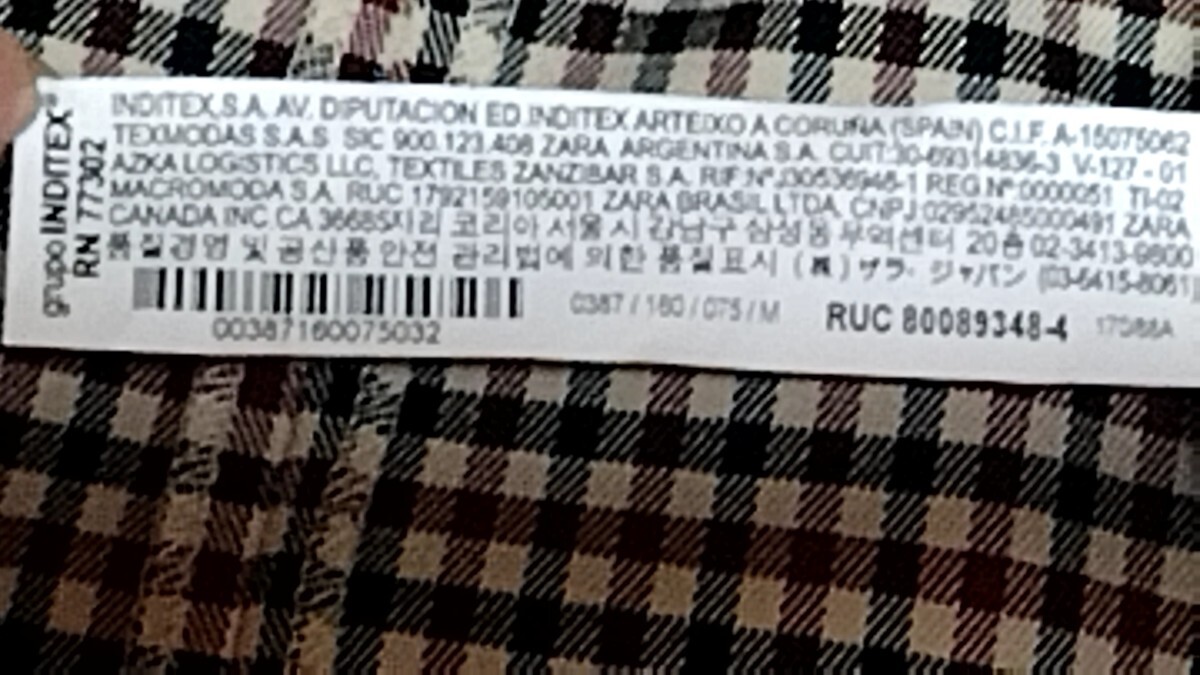 grupo INDITEX
RN 77302
INDITEX,S.A. AV. DIPUTACION ED.INDITEX ARTEIXO A CORUÑA (SPAIN) C.I.F. A-15075062
TEXMODAS S.A.S SIC 900.123.408 ZARA ARGENTINA S.A. CUIT:30-69314836-3 V-127 - 01
AZKA LOGISTICS LLC, TEXTILES ZANZIBAR S.A. RIF:Nº J30536946-1 REG Nº:0000051 TI-02
MACROMODA S.A. RUC 1792159105001 ZARA BRASIL LTDA. CNPJ:02952485000491 ZARA
CANADA INC. CA 36685 자라 코리아 서울시 강남구 삼성동 무역센터 20층 02-3413-9800
품질경영 및 공산품 안전 관리법에 의한 품질표시 (株) ザラ・ジャパン (03-6415-8061)
00387160075032
0387 / 160 / 075 / M
RUC 80089348-4